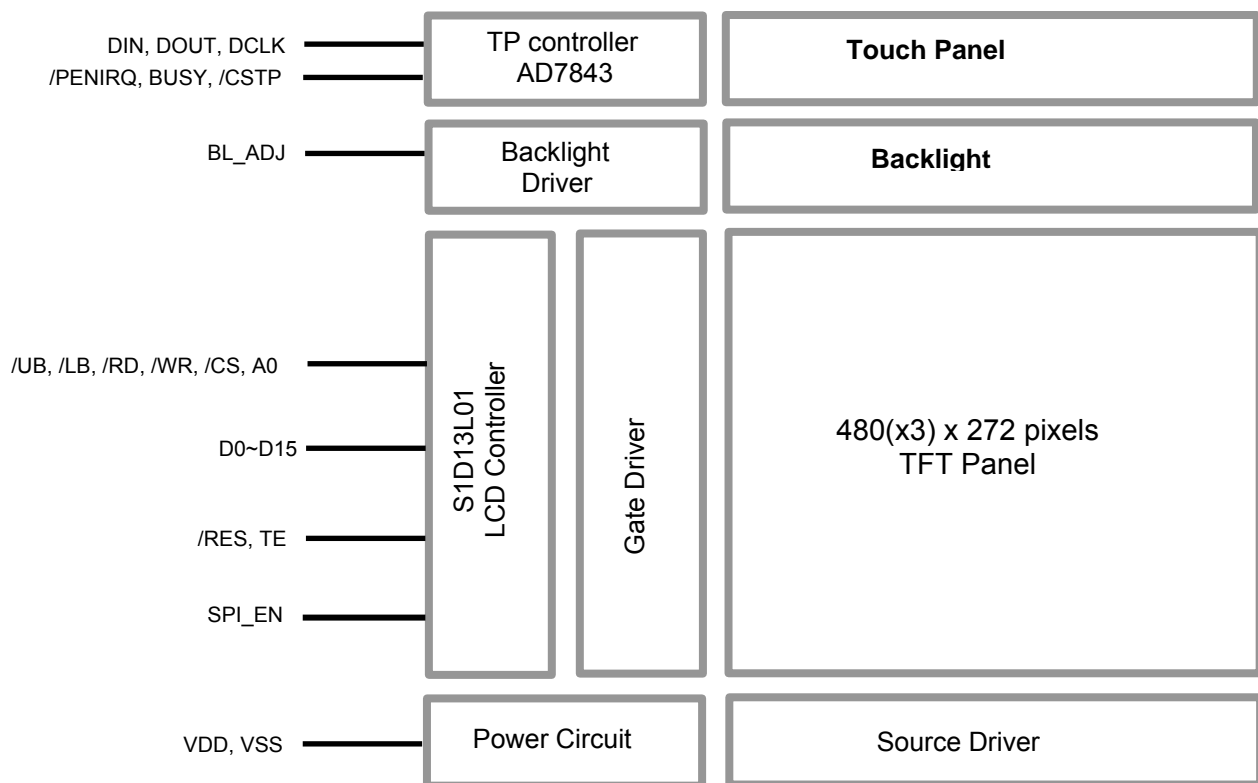 DIN, DOUT, DCLK
/PENIRQ, BUSY, /CSTP
TP controller
AD7843
Touch Panel
BL_ADJ
Backlight
Driver
Backlight
/UB, /LB, /RD, /WR, /CS, A0
D0~D15
/RES, TE
SPI_EN
S1D13L01
LCD Controller
Gate Driver
480(x3) x 272 pixels
TFT Panel
VDD, VSS
Power Circuit
Source Driver